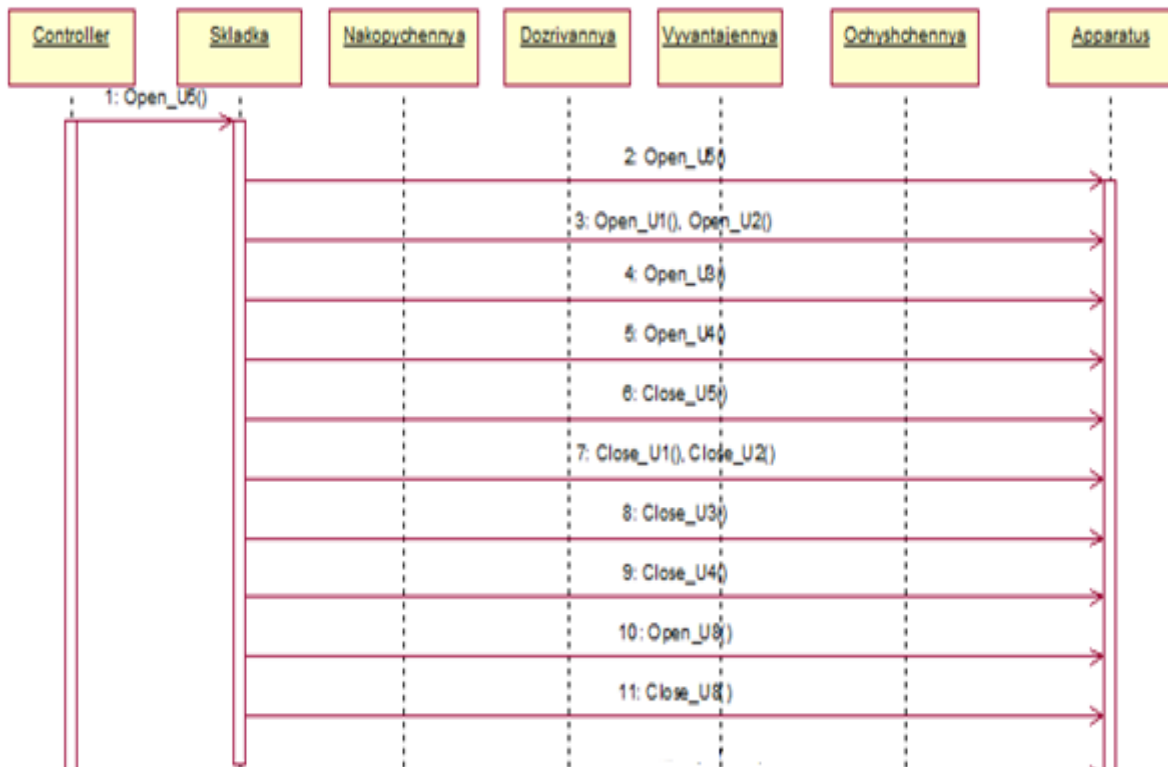 Controller
Skladka
Nakopychennya
Dozrivannya
Vyvantajennya
Ochyshchennya
Apparatus
1: Open_U5()
2: Open_U5()
3: Open_U1(), Open_U2()
4: Open_U3()
5: Open_U4()
6: Close_U5()
7: Close_U1(), Close_U2()
8: Close_U3()
9: Close_U4()
10: Open_U8()
11: Close_U8()